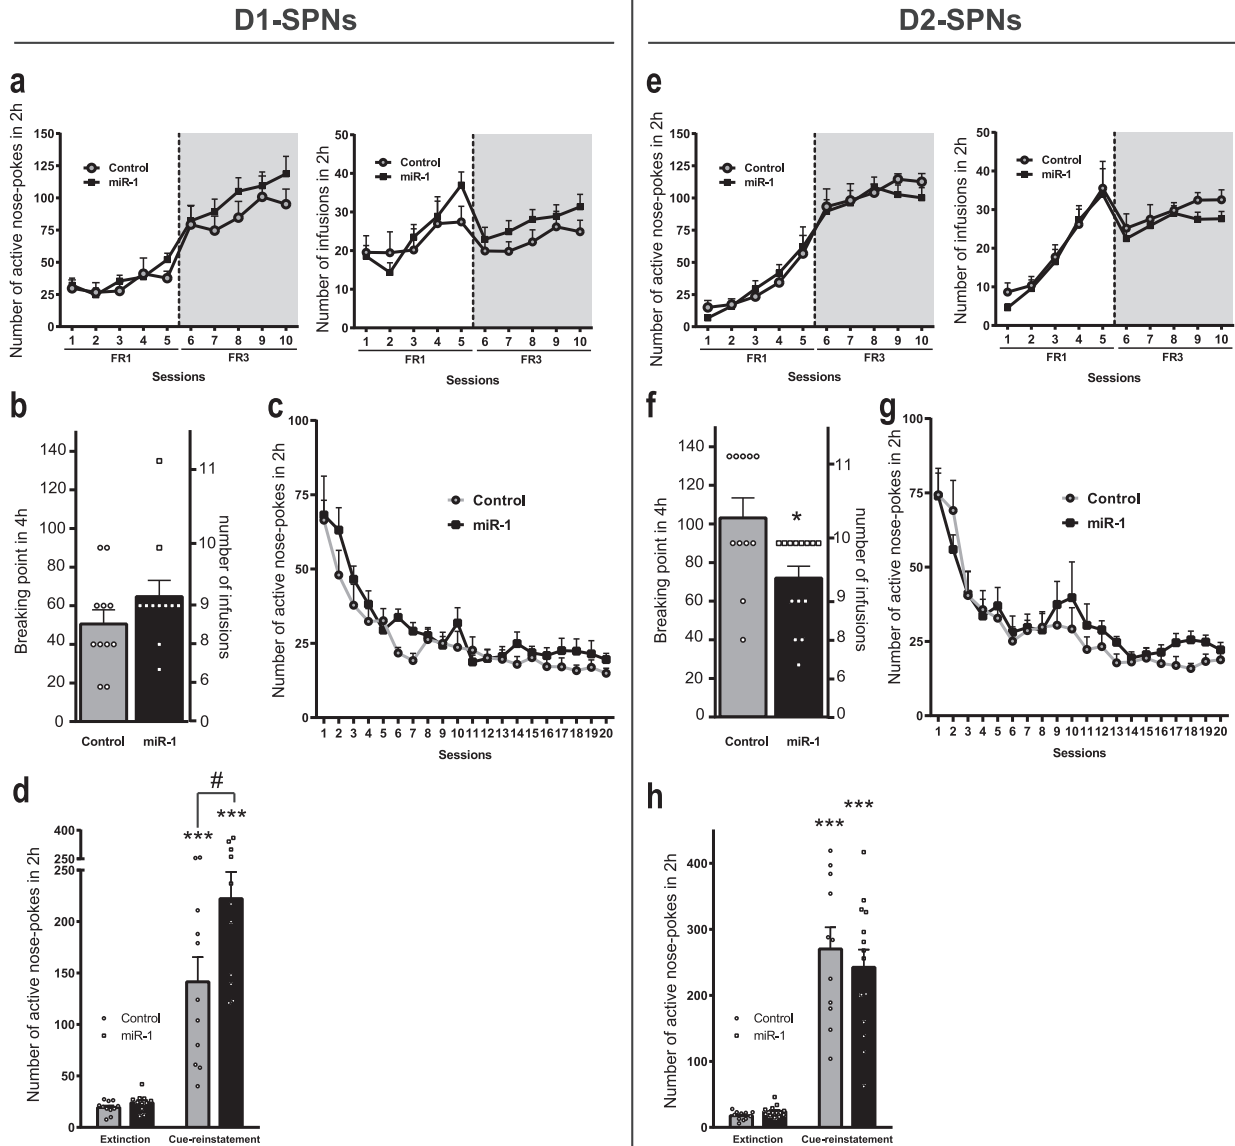 D1-SPNs
D2-SPNs
a
Number of active nose-pokes in 2h
150
125
100
75
50
25
0
Control
miR-1
1 2 3 4 5 6 7 8 9 10
FR1 FR3
Sessions
Number of infusions in 2h
50
40
30
20
10
0
Control
miR-1
1 2 3 4 5 6 7 8 9 10
FR1 FR3
Sessions
e
Number of active nose-pokes in 2h
150
125
100
75
50
25
0
Control
miR-1
1 2 3 4 5 6 7 8 9 10
FR1 FR3
Sessions
Number of infusions in 2h
50
40
30
20
10
0
Control
miR-1
1 2 3 4 5 6 7 8 9 10
FR1 FR3
Sessions
b
Breaking point in 4h
140
120
100
80
60
40
20
0
number of infusions
11
10
9
8
6
0
Control miR-1
c
Number of active nose-pokes in 2h
100
75
50
25
0
Control
miR-1
1 2 3 4 5 6 7 8 9 10 11 12 13 14 15 16 17 18 19 20
Sessions
f
Breaking point in 4h
140
120
100
80
60
40
20
0
*
number of infusions
11
10
9
8
6
0
Control miR-1
g
Number of active nose-pokes in 2h
100
75
50
25
0
Control
miR-1
1 2 3 4 5 6 7 8 9 10 11 12 13 14 15 16 17 18 19 20
Sessions
d
Number of active nose-pokes in 2h
400
250
250
200
150
100
50
0
#
*** ***
Control
miR-1
Extinction Cue-reinstatement
h
Number of active nose-pokes in 2h
400
300
200
100
0
*** ***
Control
miR-1
Extinction Cue-reinstatement